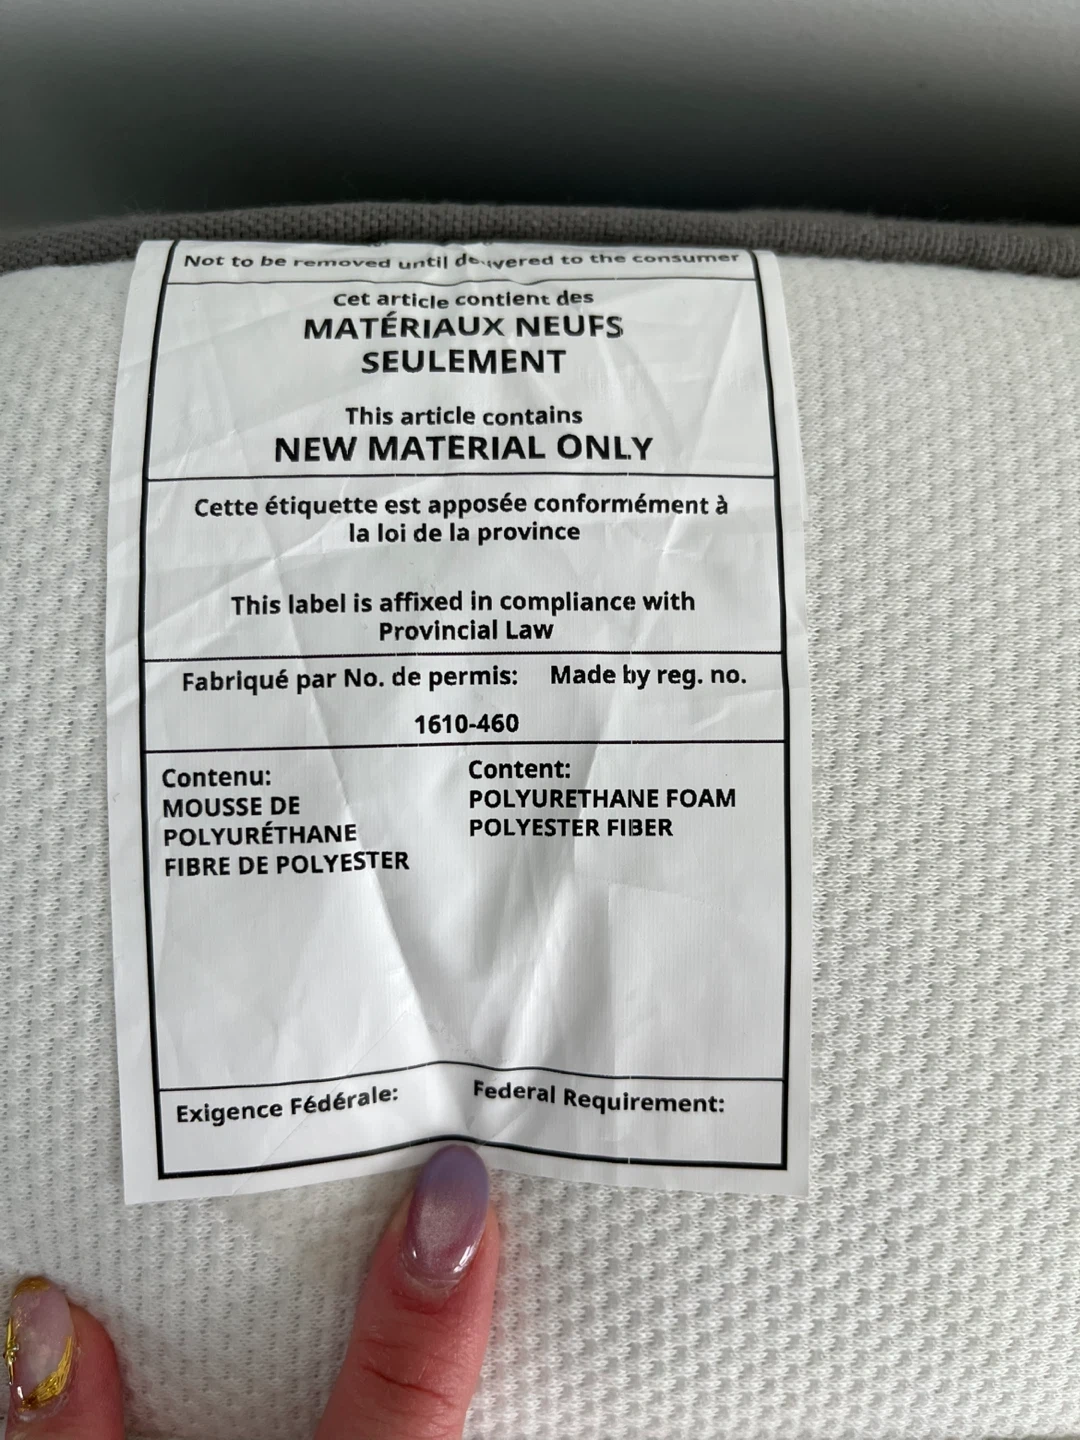 Not to be removed until delivered to the consumer
Cet article contient des
MATÉRIAUX NEUFS
SEULEMENT
This article contains
NEW MATERIAL ONLY
Cette étiquette est apposée conformément à
la loi de la province
This label is affixed in compliance with
Provincial Law
Fabriqué par No. de permis: Made by reg. no.
1610-460
Contenu:
MOUSSE DE
POLYURÉTHANE
FIBRE DE POLYESTER
Content:
POLYURETHANE FOAM
POLYESTER FIBER
Exigence Fédérale: Federal Requirement: